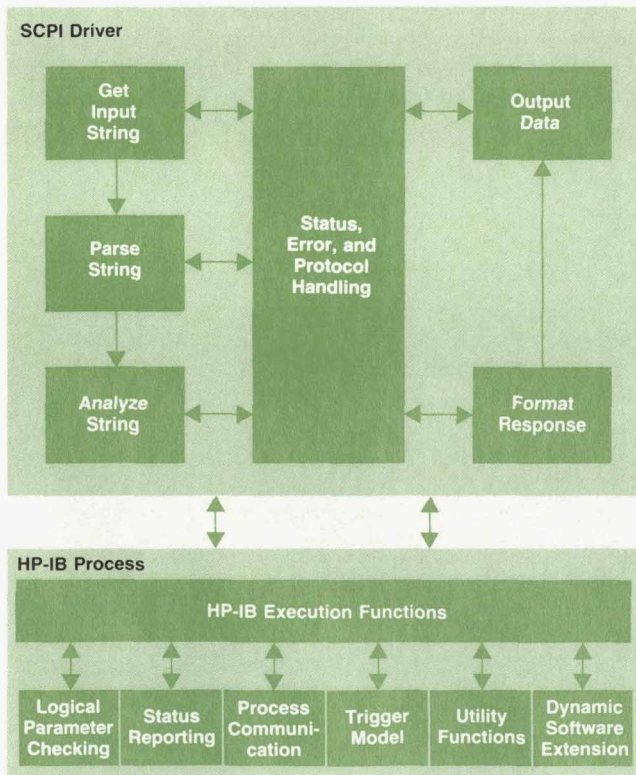 SCPI Driver
Get
Input
String
Output
Data
Status,
Error, and
Protocol
Handling
Parse
String
Analyze
String
Format
Response
HP-IB Process
HP-IB Execution Functions
Logical
Parameter
Checking
Status
Reporting
Process
Communi-
cation
Trigger
Model
Utility
Functions
Dynamic
Software
Extension